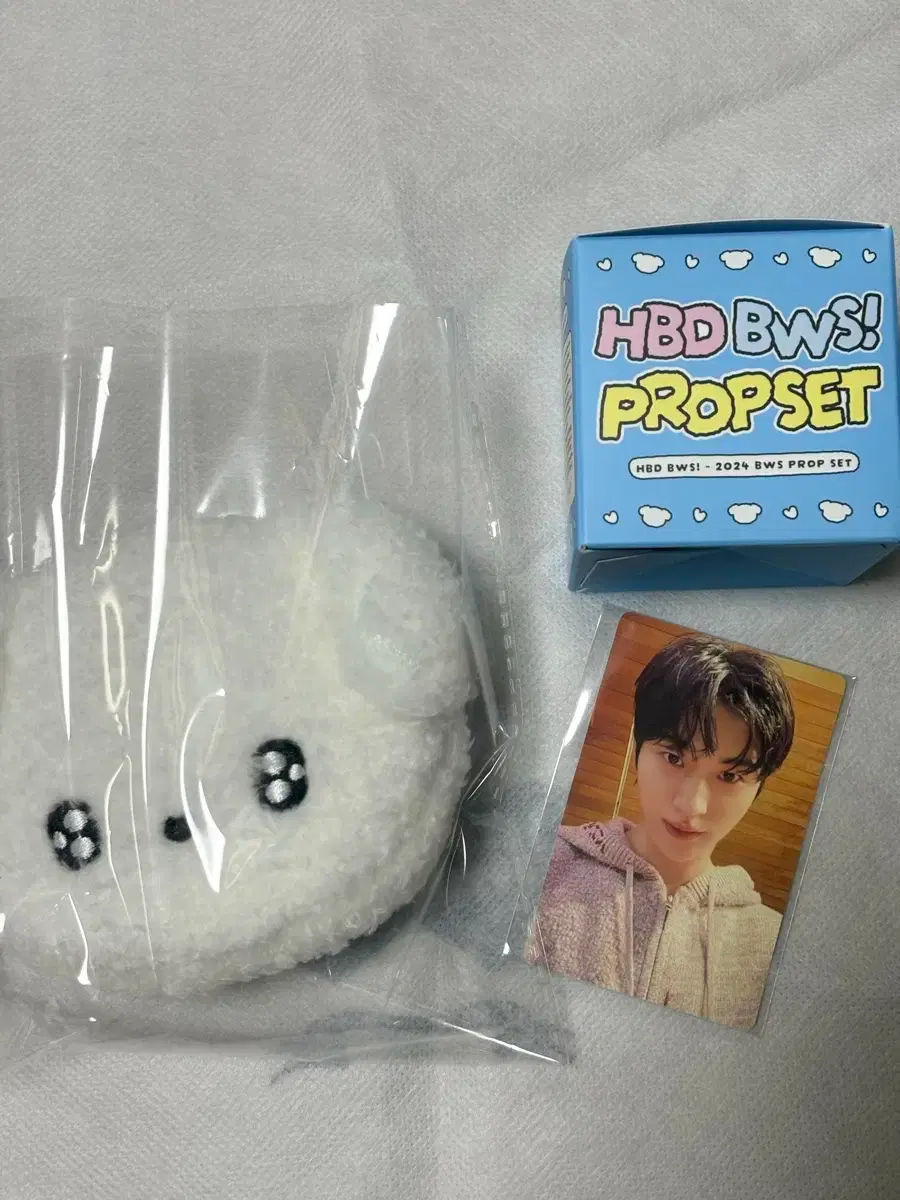 HBD BWS!
PROPSET
HBD BWS! - 2024 BWS PROP SET